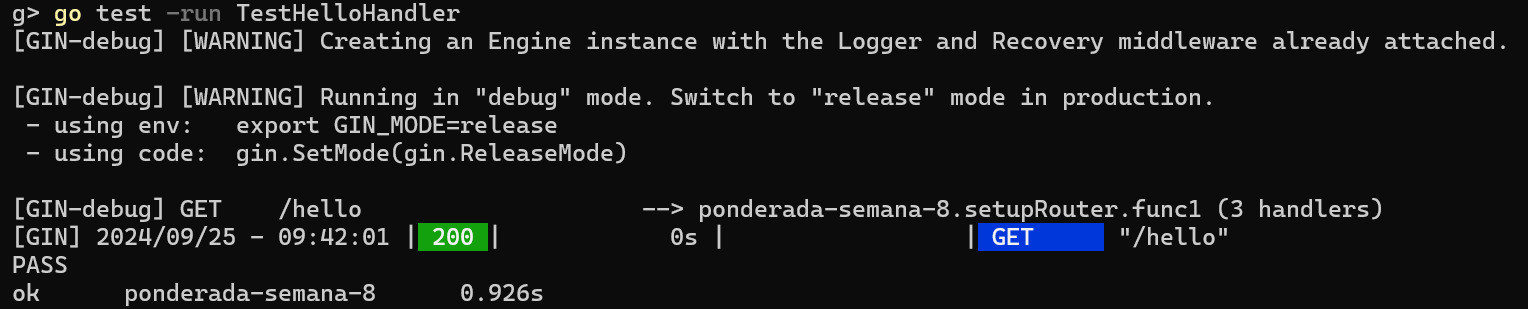 g> go test -run TestHelloHandler
[GIN-debug] [WARNING] Creating an Engine instance with the Logger and Recovery middleware already attached.
[GIN-debug] [WARNING] Running in "debug" mode. Switch to "release" mode in production.
 - using env:   export GIN_MODE=release
 - using code:  gin.SetMode(gin.ReleaseMode)
[GIN-debug] GET    /hello                    --> ponderada-semana-8.setupRouter.func1 (3 handlers)
[GIN] 2024/09/25 - 09:42:01 | 200 |            0s |                 | GET      "/hello"
PASS
ok      ponderada-semana-8      0.926s